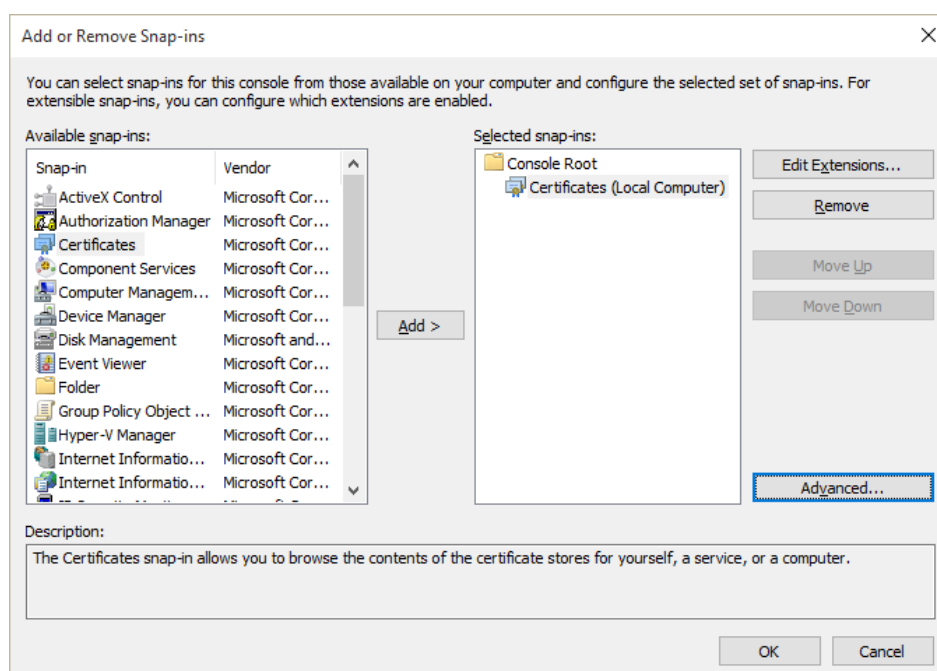 Add or Remove Snap-ins
You can select snap-ins for this console from those available on your computer and configure the selected set of snap-ins. For
extensible snap-ins, you can configure which extensions are enabled.
Available snap-ins:
Snap-in Vendor
ActiveX Control Microsoft Cor...
Authorization Manager Microsoft Cor...
Certificates Microsoft Cor...
Component Services Microsoft Cor...
Computer Managem... Microsoft Cor...
Device Manager Microsoft Cor...
Disk Management Microsoft and...
Event Viewer Microsoft Cor...
Folder Microsoft Cor...
Group Policy Object ... Microsoft Cor...
Hyper-V Manager Microsoft Cor...
Internet Informatio... Microsoft Cor...
Internet Informatio... Microsoft Cor...
Add >
Selected snap-ins:
Console Root
Certificates (Local Computer)
Edit Extensions...
Remove
Move Up
Move Down
Advanced...
Description:
The Certificates snap-in allows you to browse the contents of the certificate stores for yourself, a service, or a computer.
OK Cancel